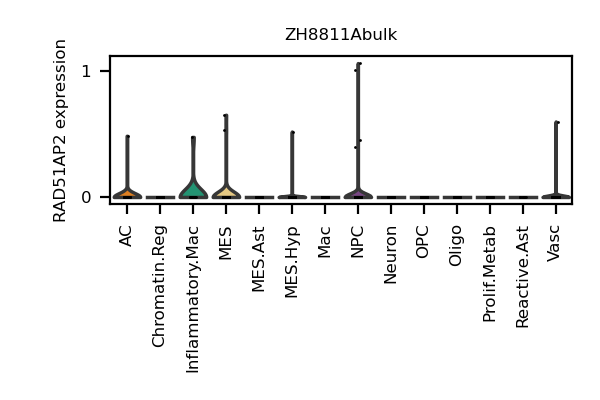 ZH8811Abulk
RAD51AP2 expression
1
0
AC
Chromatin.Reg
Inflammatory.Mac
MES
MES.Ast
MES.Hyp
Mac
NPC
Neuron
OPC
Oligo
Prolif.Metab
Reactive.Ast
Vasc